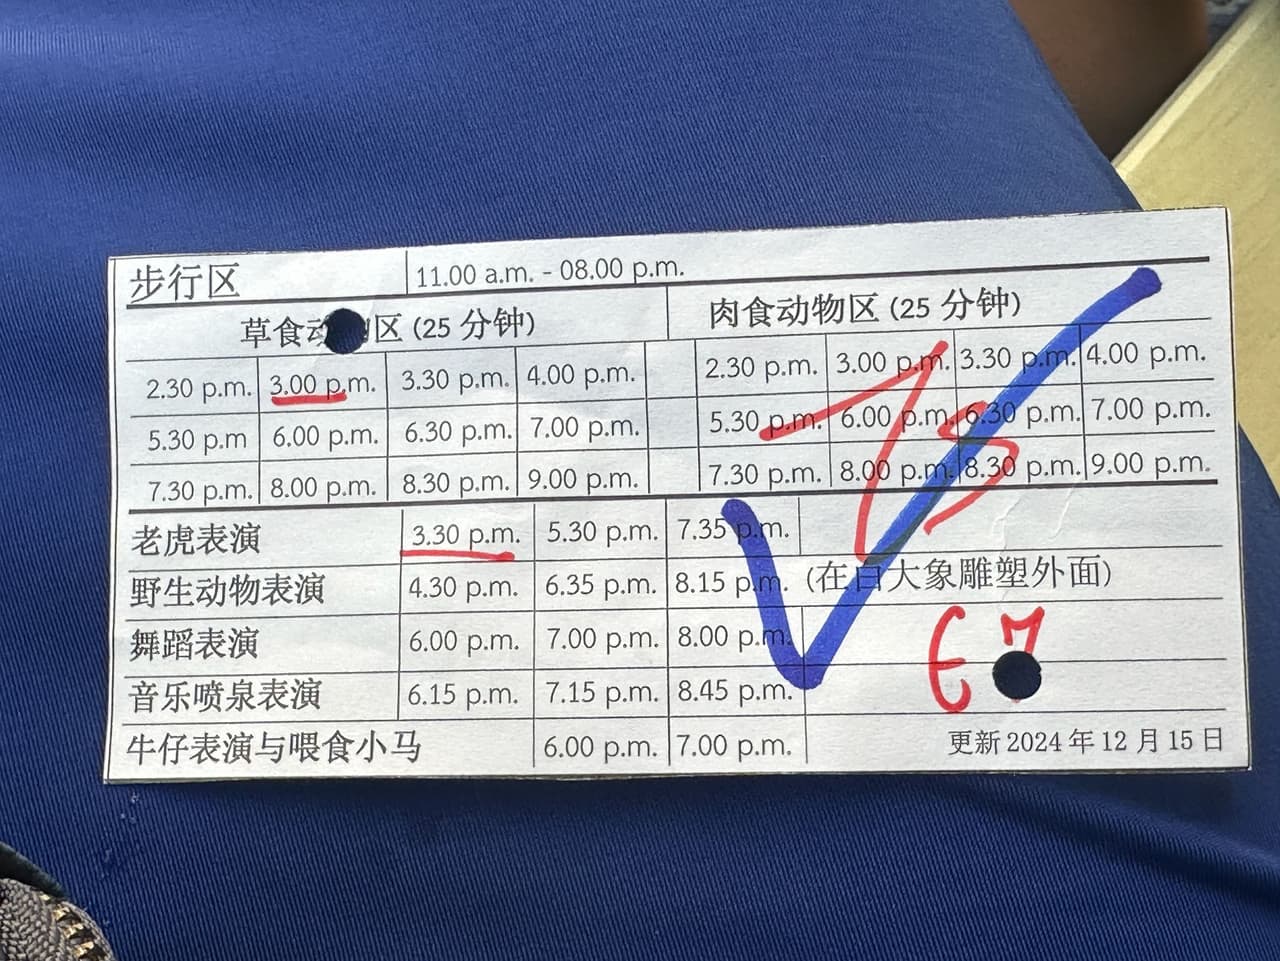 步行区 11.00 a.m. - 08.00 p.m.
草食动 区 (25 分钟) 肉食动物区 (25 分钟)
2.30 p.m. 3.00 p.m. 3.30 p.m. 4.00 p.m. 2.30 p.m. 3.00 p.m. 3.30 p.m. 4.00 p.m.
5.30 p.m 6.00 p.m. 6.30 p.m. 7.00 p.m. 5.30 p.m. 6.00 p.m. 6.30 p.m. 7.00 p.m.
7.30 p.m. 8.00 p.m. 8.30 p.m. 9.00 p.m. 7.30 p.m. 8.00 p.m. 8.30 p.m. 9.00 p.m.
老虎表演 3.30 p.m. 5.30 p.m. 7.35 p.m.
野生动物表演 4.30 p.m. 6.35 p.m. 8.15 p.m. (在白大象雕塑外面)
舞蹈表演 6.00 p.m. 7.00 p.m. 8.00 p.m.
音乐喷泉表演 6.15 p.m. 7.15 p.m. 8.45 p.m.
牛仔表演与喂食小马 6.00 p.m. 7.00 p.m. 更新 2024 年 12 月 15 日